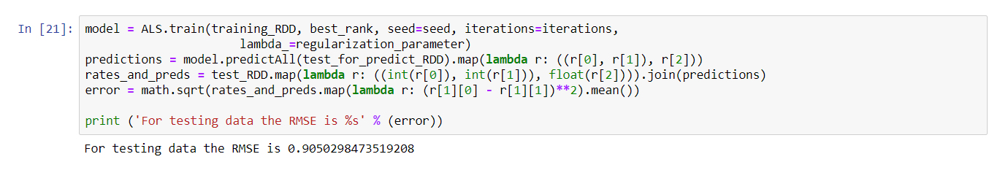 In [21]: model = ALS.train(training_RDD, best_rank, seed=seed, iterations=iterations,
                      lambda_=regularization_parameter)
predictions = model.predictAll(test_for_predict_RDD).map(lambda r: ((r[0], r[1]), r[2]))
rates_and_preds = test_RDD.map(lambda r: ((int(r[0]), int(r[1])), float(r[2]))).join(predictions)
error = math.sqrt(rates_and_preds.map(lambda r: (r[1][0] - r[1][1])**2).mean())
print ('For testing data the RMSE is %s' % (error))
For testing data the RMSE is 0.9050298473519208